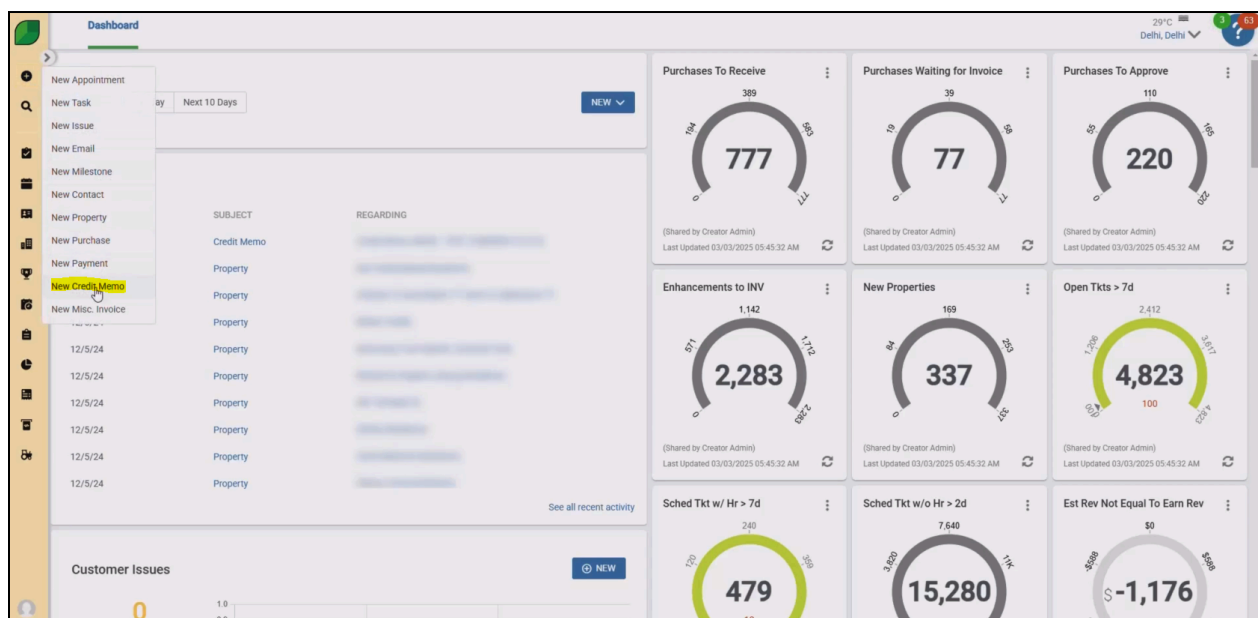 Dashboard
29°C
Delhi, Delhi
3
63
?
New Appointment
New Task
New Issue
New Email
New Milestone
New Contact
New Property
New Purchase
New Payment
New Credit Memo
New Misc. Invoice
ay
Next 10 Days
NEW
SUBJECT
REGARDING
Credit Memo
Property
Property
Property
12/5/24
Property
12/5/24
Property
12/5/24
Property
12/5/24
Property
12/5/24
Property
12/5/24
Property
See all recent activity
Customer Issues
NEW
0
1.0
Purchases To Receive
389
194
583
0
777
777
(Shared by Creator Admin)
Last Updated 03/03/2025 05:45:32 AM
Purchases Waiting for Invoice
39
19
58
0
77
77
(Shared by Creator Admin)
Last Updated 03/03/2025 05:45:32 AM
Purchases To Approve
110
55
165
0
220
220
(Shared by Creator Admin)
Last Updated 03/03/2025 05:45:32 AM
Enhancements to INV
1,142
571
1,712
0
2,283
2,283
(Shared by Creator Admin)
Last Updated 03/03/2025 05:45:32 AM
New Properties
169
84
253
0
337
337
(Shared by Creator Admin)
Last Updated 03/03/2025 05:45:32 AM
Open Tkts > 7d
2,412
1,206
3,617
100
4,823
4,823
100
(Shared by Creator Admin)
Last Updated 03/03/2025 05:45:32 AM
Sched Tkt w/ Hr > 7d
240
120
359
479
Sched Tkt w/o Hr > 2d
7,640
3,820
11K
15,280
Est Rev Not Equal To Earn Rev
$0
-$588
$588
$-1,176